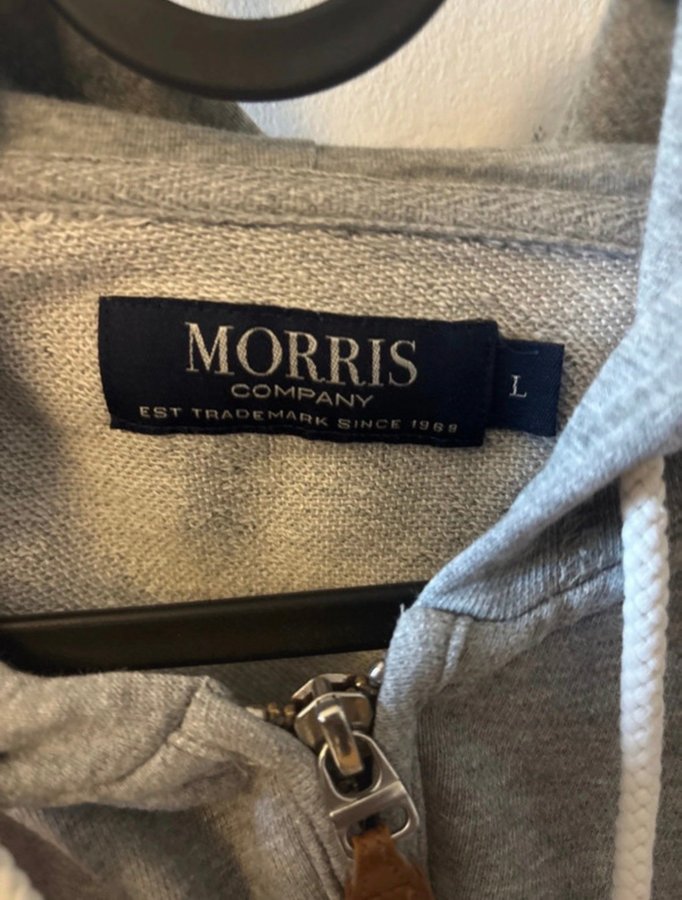 MORRIS
COMPANY
EST TRADEMARK SINCE 1969
L